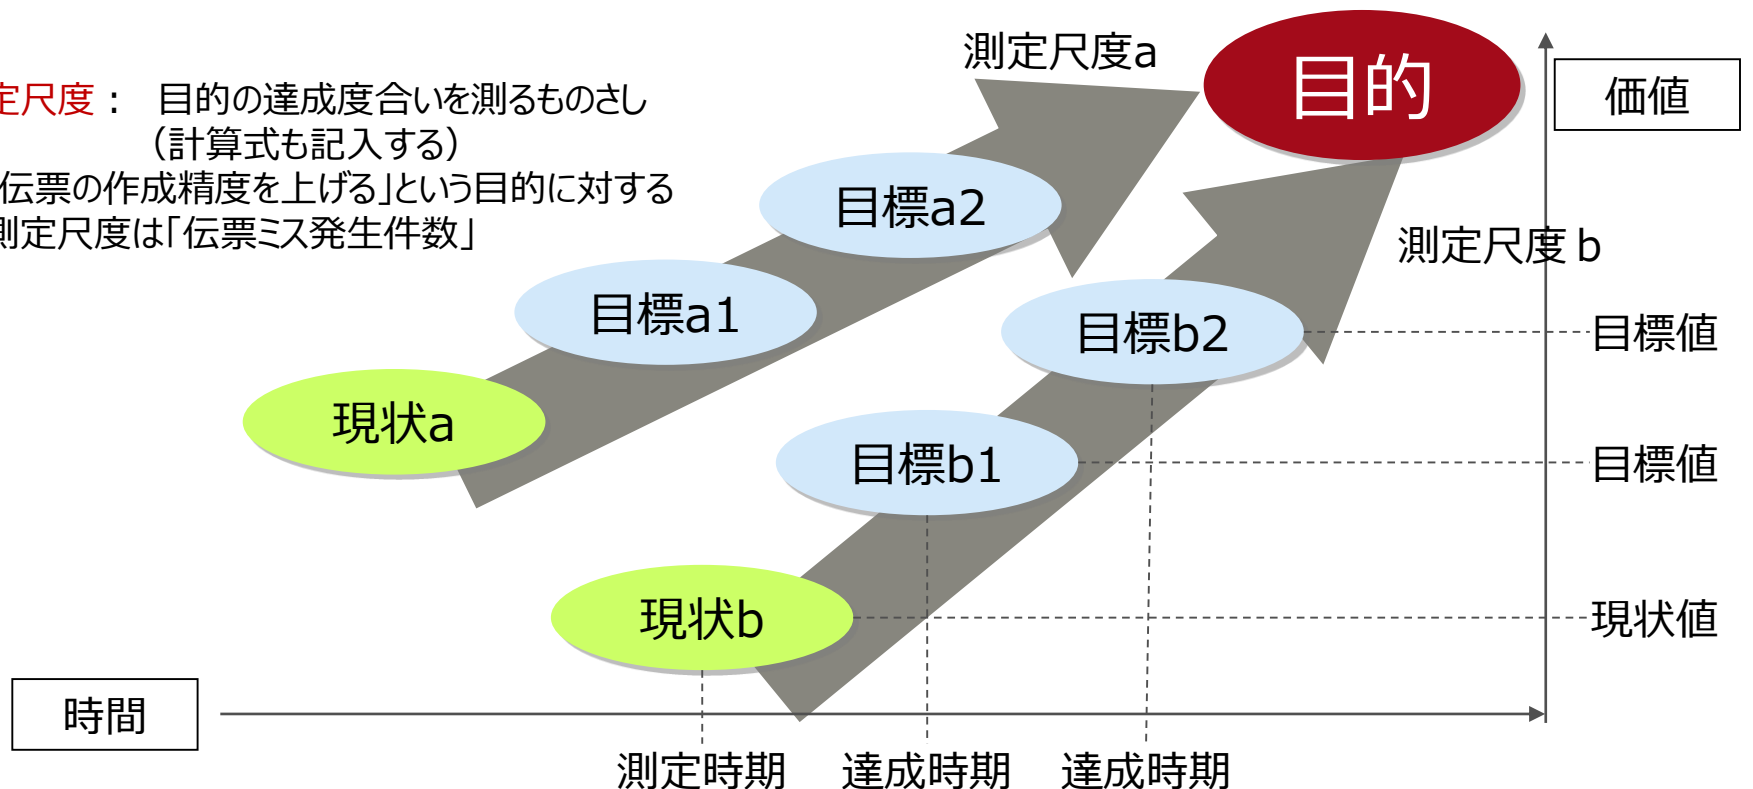 測定尺度a
目的
価値
定尺度： 目的の達成度合いを測るものさし
（計算式も記入する）
伝票の作成精度を上げる」という目的に対する
測定尺度は「伝票ミス発生件数」
目標a2
測定尺度 b
目標a1
目標b2
目標値
現状a
目標b1
目標値
現状b
現状値
時間
測定時期
達成時期
達成時期